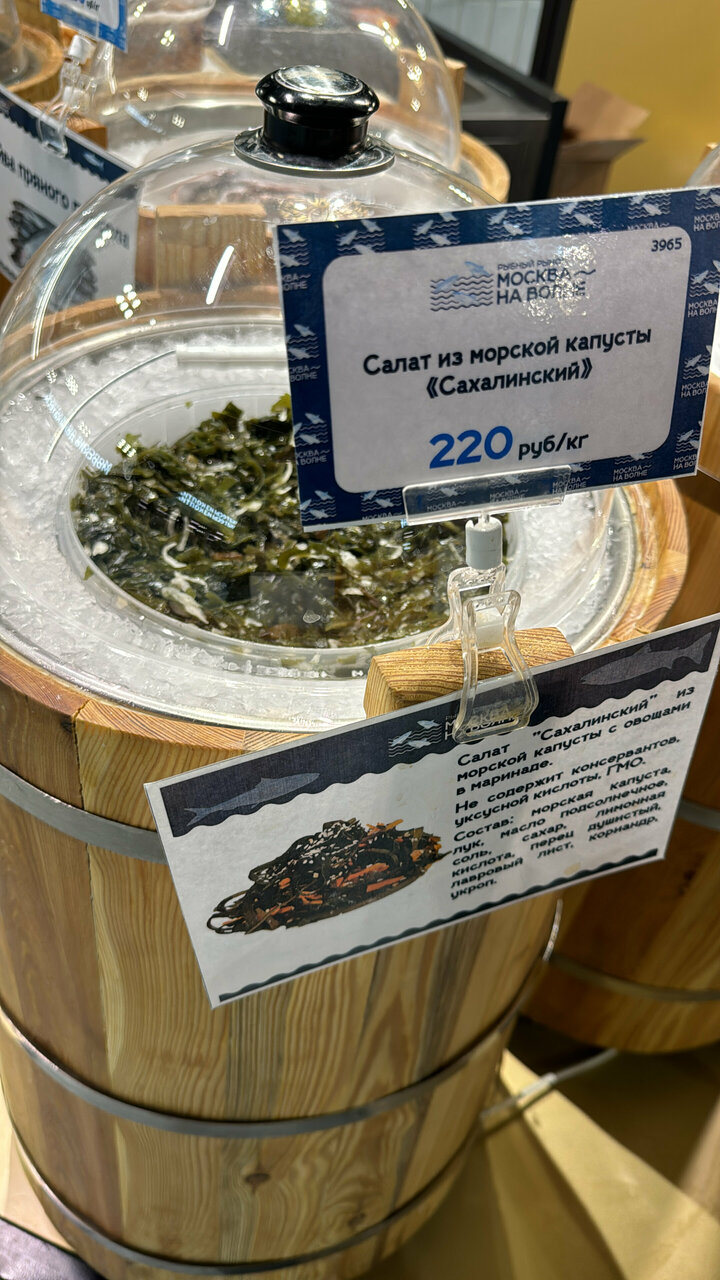 3965
РЫБНЫЙ РЫНОК
МОСКВА
НА ВОЛНЕ
Салат из морской капусты
«Сахалинский»
220 руб/кг
Салат "Сахалинский" из
морской капусты с овощами
в маринаде.
Не содержит консервантов,
уксусной кислоты, ГМО.
Состав: морская капуста,
лук, масло подсолнечное,
соль, сахар, лимонная
кислота, перец душистый,
лавровый лист, кориандр,
укроп.
пряного